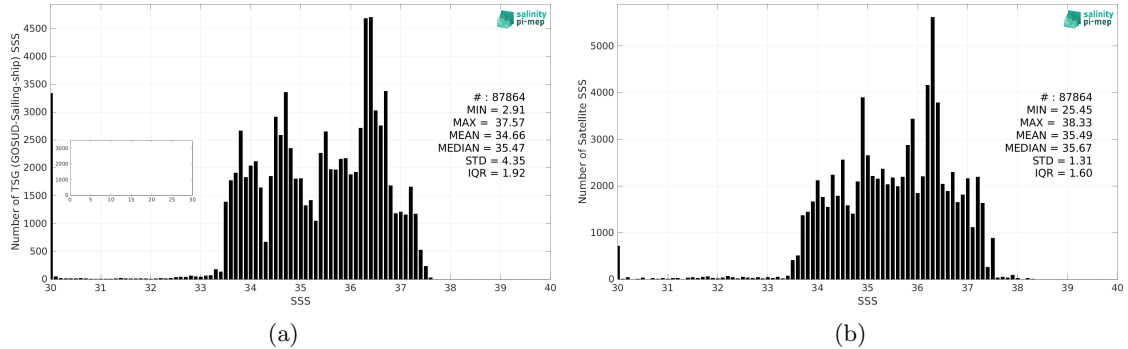 salinity
pi-mep
Number of TSG (GOSUD-Sailing-ship) SSS
4500
4000
3500
3000
2500
2000
1500
1000
500
0
# : 87864
MIN = 2.91
MAX = 37.57
MEAN = 34.66
MEDIAN = 35.47
STD = 4.35
IQR = 1.92
3000
2000
1000
0
0 5 10 15 20 25 30
30 31 32 33 34 35 36 37 38 39 40
SSS
(a)
salinity
pi-mep
Number of Satellite SSS
5000
4000
3000
2000
1000
0
# : 87864
MIN = 25.45
MAX = 38.33
MEAN = 35.49
MEDIAN = 35.67
STD = 1.31
IQR = 1.60
30 31 32 33 34 35 36 37 38 39 40
SSS
(b)